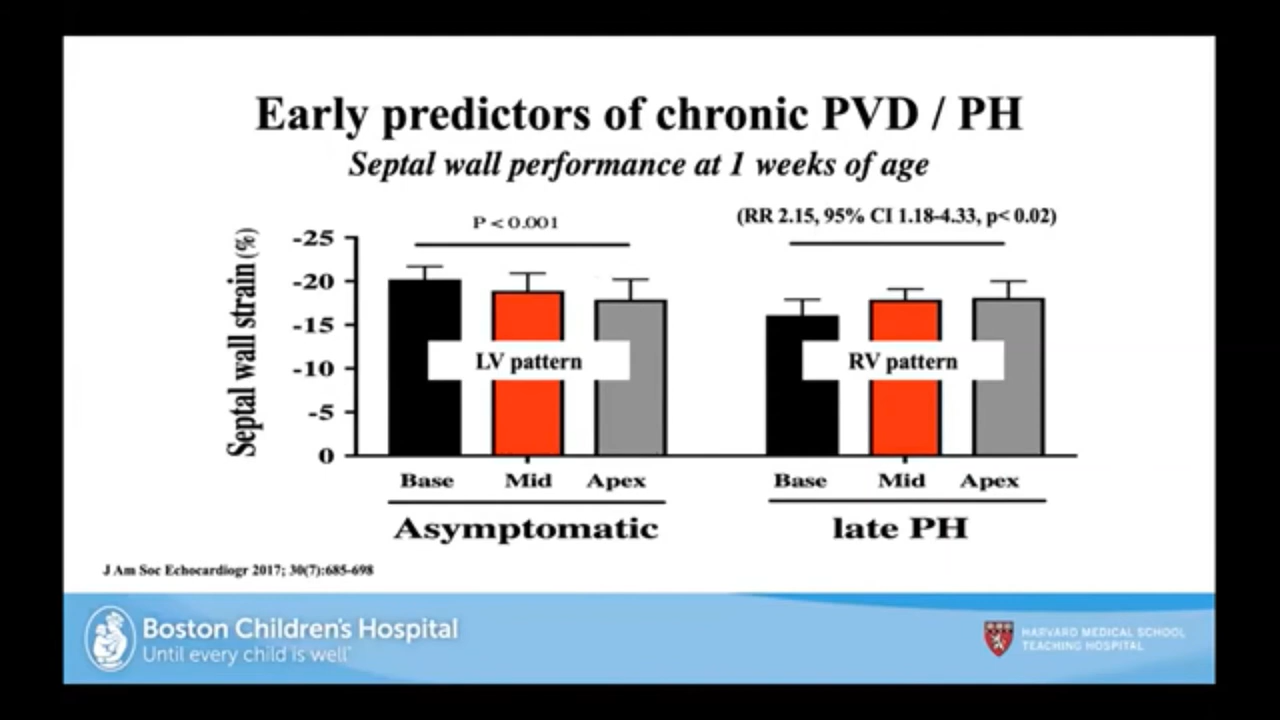 Early predictors of chronic PVD / PH
Septal wall performance at 1 weeks of age
P < 0.001
(RR 2.15, 95% CI 1.18-4.33, p< 0.02)
Septal wall strain (%)
-25
-20
-15
-10
-5
0
LV pattern
RV pattern
Base Mid Apex
Base Mid Apex
Asymptomatic
late PH
J Am Soc Echocardiogr 2017; 30(7):685-698
Boston Children's Hospital
Until every child is well
HARVARD MEDICAL SCHOOL
TEACHING HOSPITAL